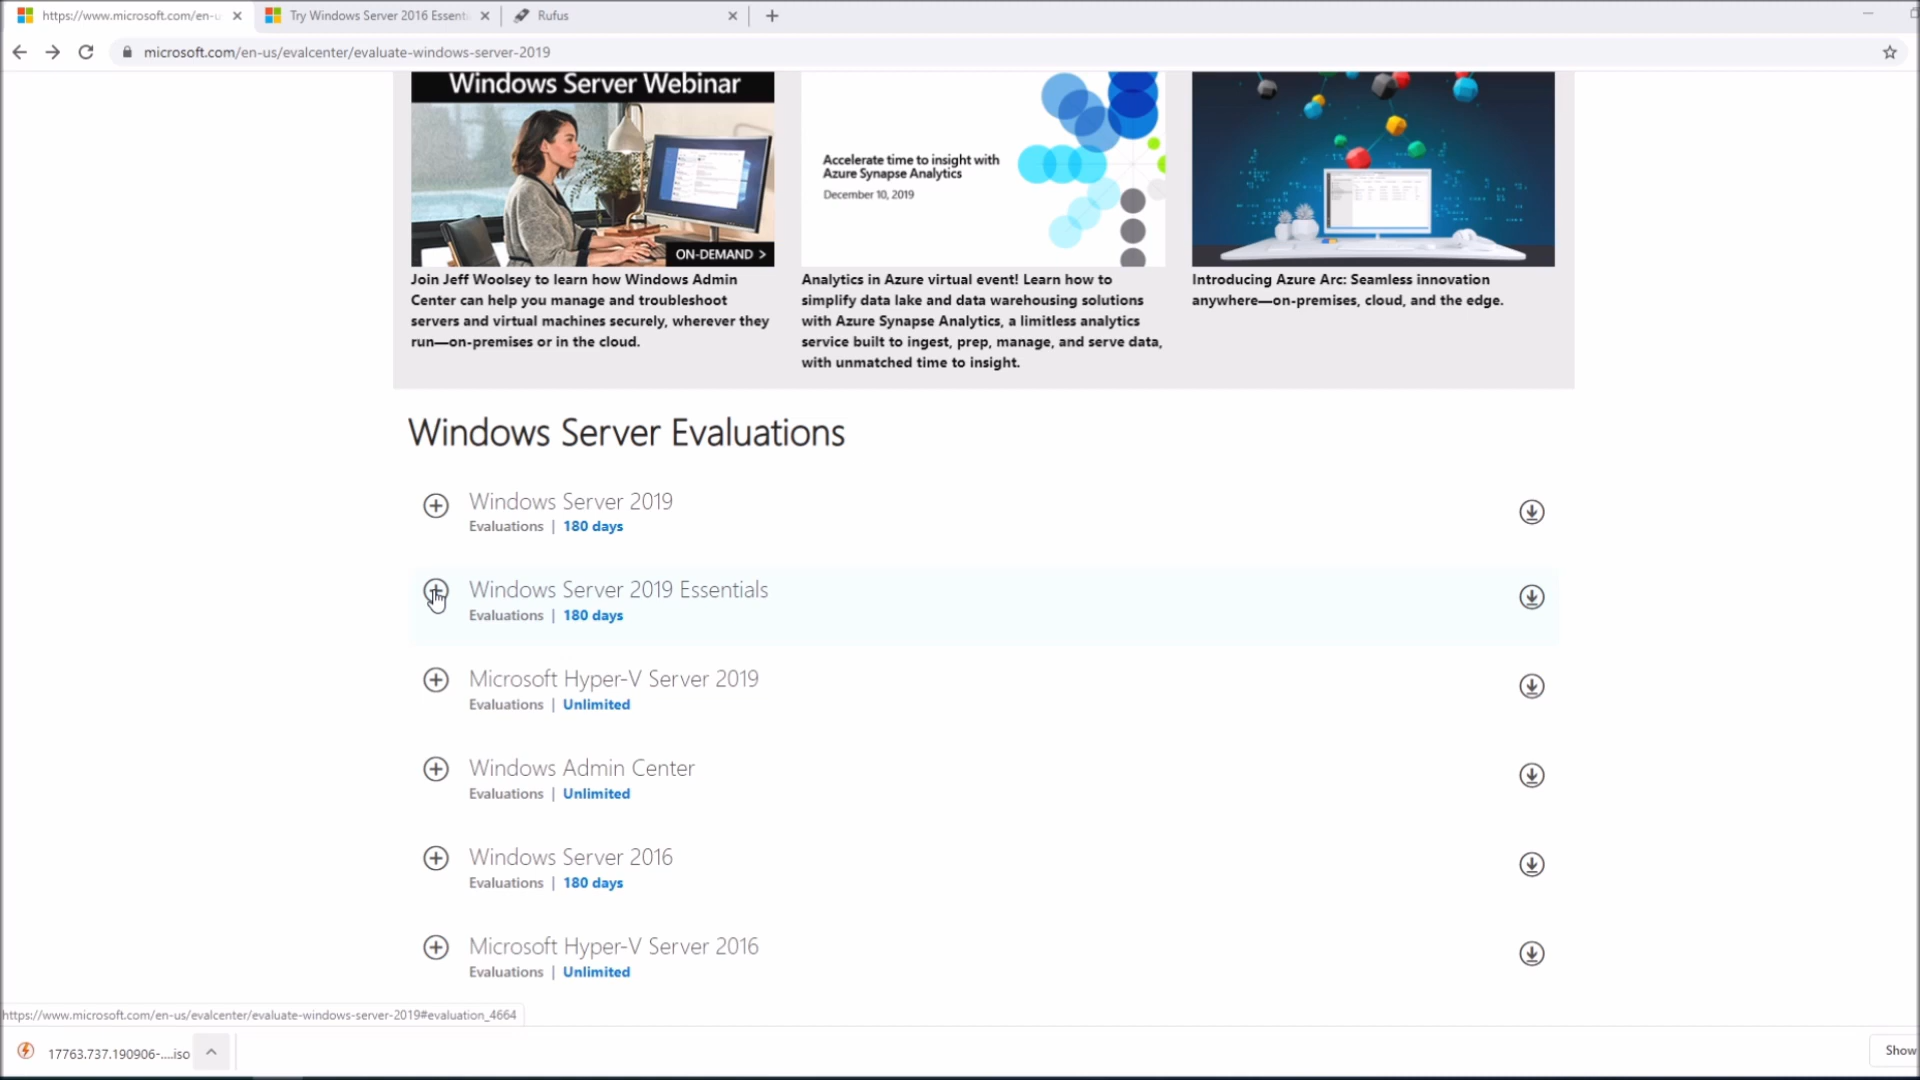 https://www.microsoft.com/en-u
Try Windows Server 2016 Essenti
Rufus
microsoft.com/en-us/evalcenter/evaluate-windows-server-2019
Windows Server Webinar
ON-DEMAND >
Accelerate time to insight with
Azure Synapse Analytics
December 10, 2019
Join Jeff Woolsey to learn how Windows Admin
Center can help you manage and troubleshoot
servers and virtual machines securely, wherever they
run—on-premises or in the cloud.
Analytics in Azure virtual event! Learn how to
simplify data lake and data warehousing solutions
with Azure Synapse Analytics, a limitless analytics
service built to ingest, prep, manage, and serve data,
with unmatched time to insight.
Introducing Azure Arc: Seamless innovation
anywhere—on-premises, cloud, and the edge.
Windows Server Evaluations
Windows Server 2019
Evaluations | 180 days
Windows Server 2019 Essentials
Evaluations | 180 days
Microsoft Hyper-V Server 2019
Evaluations | Unlimited
Windows Admin Center
Evaluations | Unlimited
Windows Server 2016
Evaluations | 180 days
Microsoft Hyper-V Server 2016
Evaluations | Unlimited
https://www.microsoft.com/en-us/evalcenter/evaluate-windows-server-2019#evaluation_4664
17763.737.190906-....iso
Show